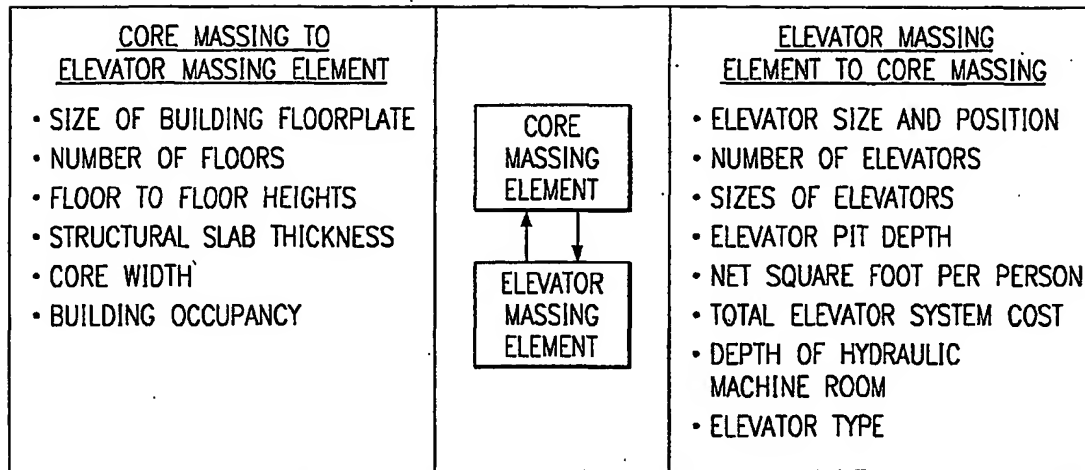 CORE MASSING TO
ELEVATOR MASSING ELEMENT
• SIZE OF BUILDING FLOORPLATE
• NUMBER OF FLOORS
• FLOOR TO FLOOR HEIGHTS
• STRUCTURAL SLAB THICKNESS
• CORE WIDTH
• BUILDING OCCUPANCY
CORE
MASSING
ELEMENT
ELEVATOR
MASSING
ELEMENT
ELEVATOR MASSING
ELEMENT TO CORE MASSING
• ELEVATOR SIZE AND POSITION
• NUMBER OF ELEVATORS
• SIZES OF ELEVATORS
• ELEVATOR PIT DEPTH
• NET SQUARE FOOT PER PERSON
• TOTAL ELEVATOR SYSTEM COST
• DEPTH OF HYDRAULIC
MACHINE ROOM
• ELEVATOR TYPE